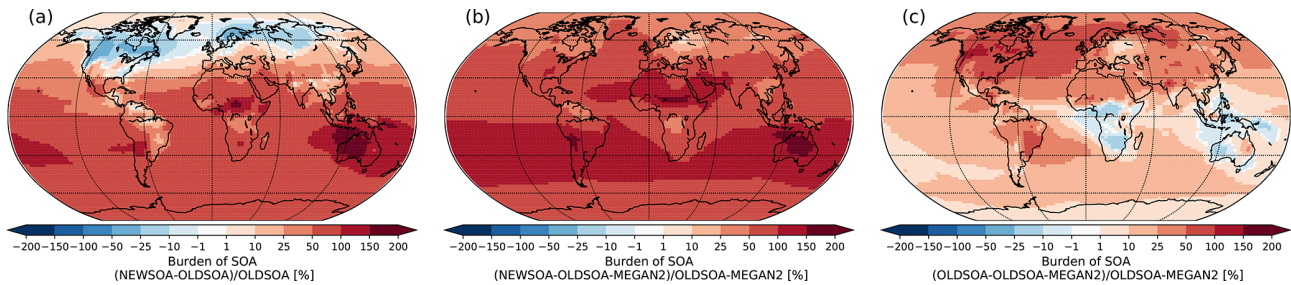 (a)
(b)
(c)
−200−150−100 −50 −25 −10 −1 1 10 25 50 100 150 200
−200−150−100 −50 −25 −10 −1 1 10 25 50 100 150 200
−200−150−100 −50 −25 −10 −1 1 10 25 50 100 150 200
Burden of SOA
(NEWSOA-OLDSOA)/OLDSOA [%]
Burden of SOA
(NEWSOA-OLDSOA-MEGAN2)/OLDSOA-MEGAN2 [%]
Burden of SOA
(OLDSOA-OLDSOA-MEGAN2)/OLDSOA-MEGAN2 [%]